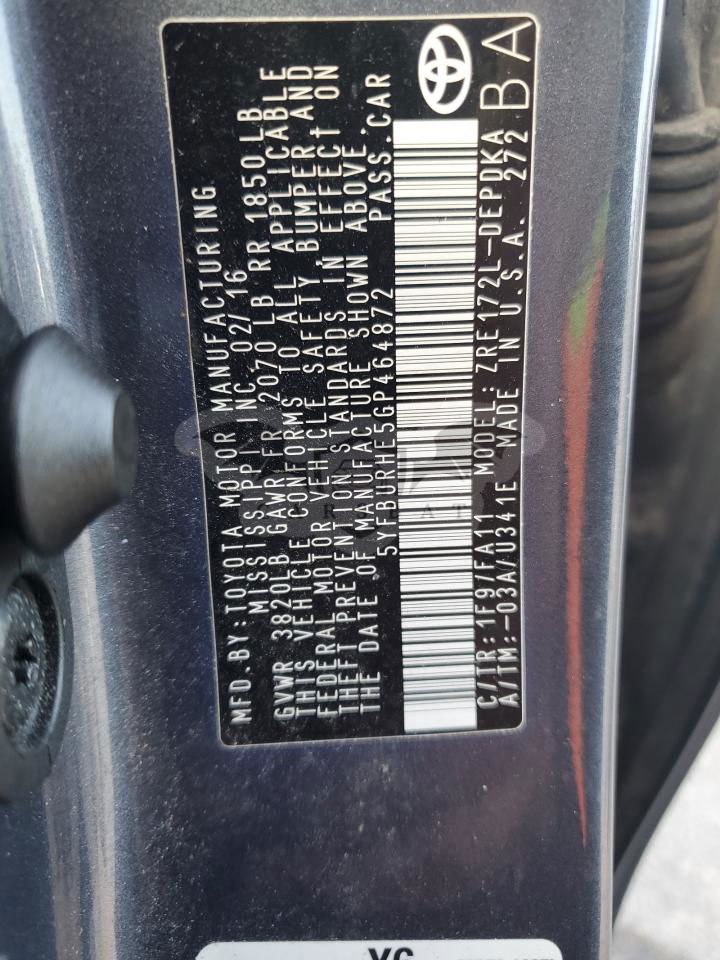 MFD.BY:TOYOTA MOTOR MANUFACTURING
MISSISSIPPI INC. 02/16
GVWR 3820LB GAWR FR 2070 LB RR 1850 LB
THIS VEHICLE CONFORMS TO ALL APPLICABLE
FEDERAL MOTOR VEHICLE SAFETY, BUMPER, AND
THEFT PREVENTION STANDARDS IN EFFECT ON
THE DATE OF MANUFACTURE SHOWN ABOVE.
5YFBURHE5GP464872 PASS.CAR
C/TR:1F97/FA11 MODEL: ZRE172L-DEPQKA
A/TM:-03A/U341E MADE IN U.S.A. 272
BA